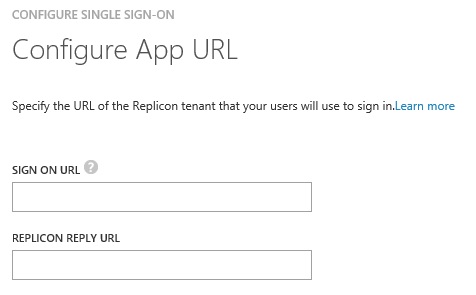 CONFIGURE SINGLE SIGN-ON
Configure App URL
Specify the URL of the Replicon tenant that your users will use to sign in.Learn more
SIGN ON URL ?
REPLICON REPLY URL